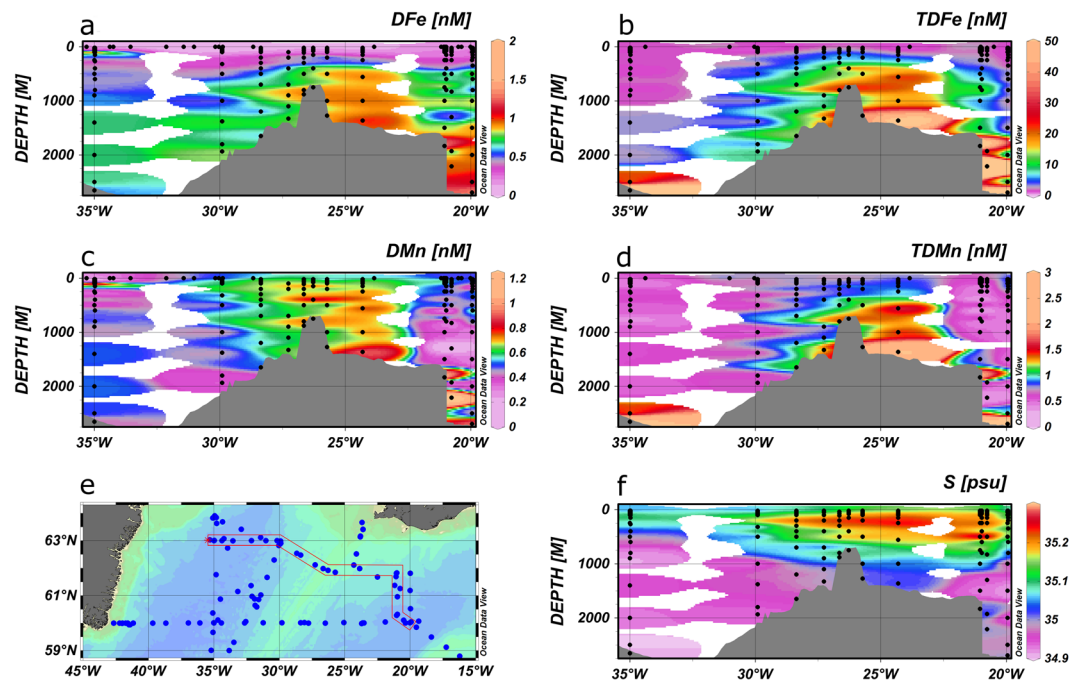 a
DFe [nM]
0
1000
2000
DEPTH [M]
35°W
30°W
25°W
20°W
2
1.5
1
0.5
0
Ocean Data View
b
TDFe [nM]
0
1000
2000
DEPTH [M]
35°W
30°W
25°W
20°W
50
40
30
20
10
0
Ocean Data View
c
DMn [nM]
0
1000
2000
DEPTH [M]
35°W
30°W
25°W
20°W
1.2
1
0.8
0.6
0.4
0.2
0
Ocean Data View
d
TDMn [nM]
0
1000
2000
DEPTH [M]
35°W
30°W
25°W
20°W
3
2.5
2
1.5
1
0.5
0
Ocean Data View
e
63°N
61°N
59°N
45°W
40°W
35°W
30°W
25°W
20°W
15°W
Ocean Data View
f
S [psu]
0
1000
2000
DEPTH [M]
35°W
30°W
25°W
20°W
35.2
35.1
35
34.9
Ocean Data View